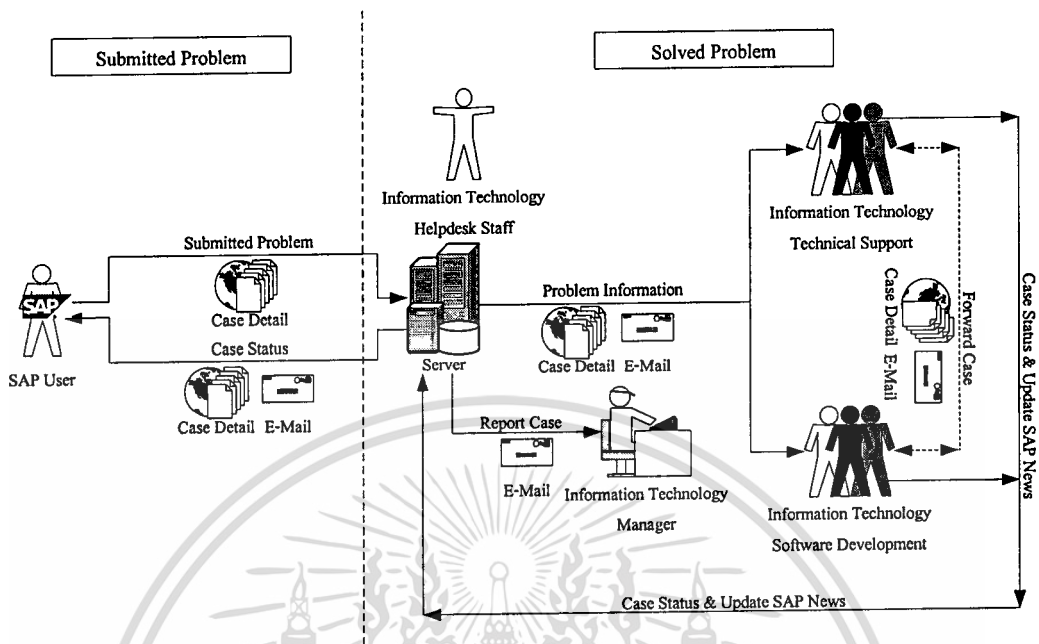 Submitted Problem
Solved Problem
Information Technology
Helpdesk Staff
Submitted Problem
Case Detail
Case Status
SAP
SAP User
Case Detail
E-Mail
Server
Problem Information
Case Detail
E-Mail
Report Case
E-Mail
Information Technology
Manager
Information Technology
Technical Support
Case Detail
E-Mail
Forward Case
Case Status & Update SAP News
Information Technology
Software Development
Case Status & Update SAP News